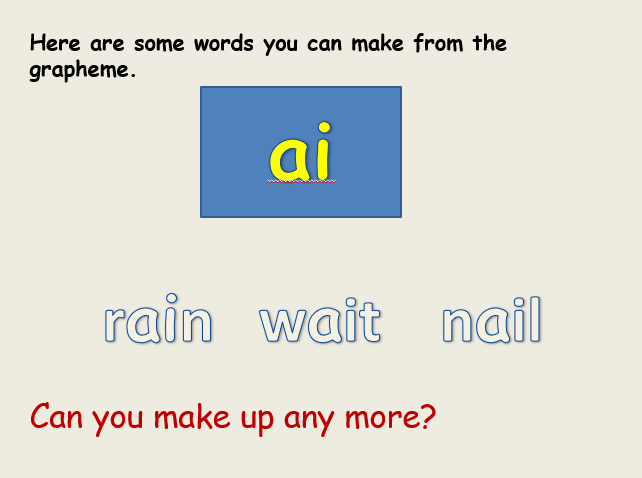 Here are some words you can make from the
grapheme.
ai
rain wait nail
Can you make up any more?